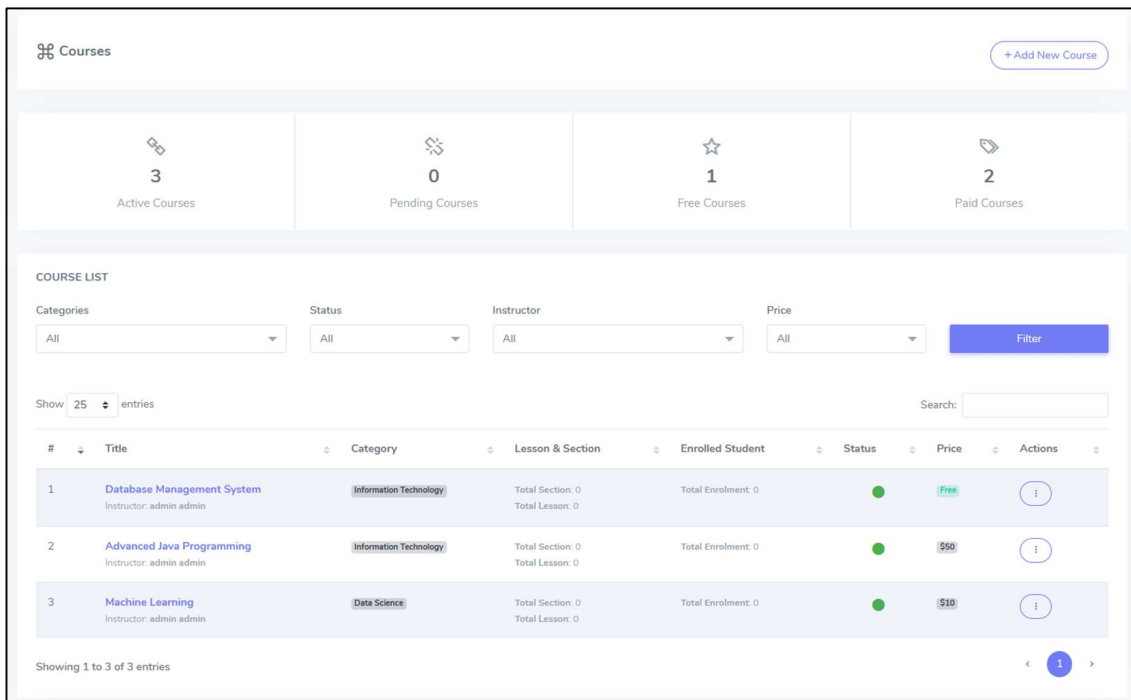 Courses
+ Add New Course
3
Active Courses
0
Pending Courses
1
Free Courses
2
Paid Courses
COURSE LIST
Categories Status Instructor Price
All All All All Filter
Show 25 entries Search:
# Title Category Lesson & Section Enrolled Student Status Price Actions
1 Database Management System Information Technology Total Section: 0 Total Enrolment: 0 Free
Instructor: admin admin Total Lesson: 0
2 Advanced Java Programming Information Technology Total Section: 0 Total Enrolment: 0 $50
Instructor: admin admin Total Lesson: 0
3 Machine Learning Data Science Total Section: 0 Total Enrolment: 0 $10
Instructor: admin admin Total Lesson: 0
Showing 1 to 3 of 3 entries ‹ 1 ›